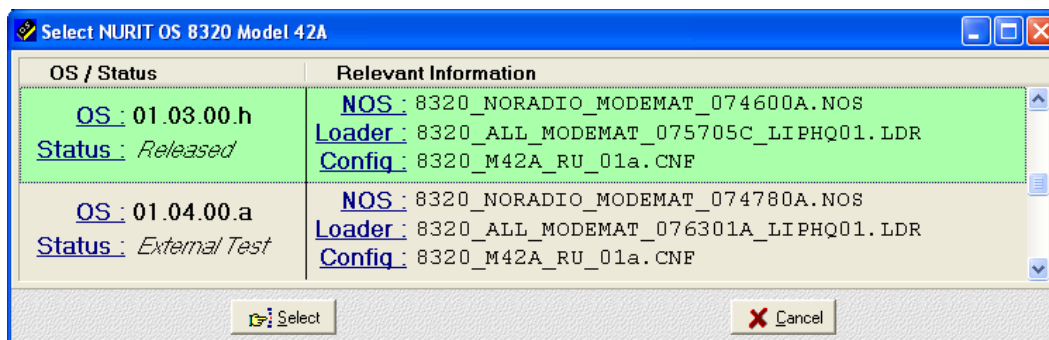 Select NURIT OS 8320 Model 42A
OS / Status Relevant Information
OS : 01.03.00.h
Status : Released
NOS : 8320_NORADIO_MODEMAT_074600A.NOS
Loader : 8320_ALL_MODEMAT_075705C_LIPHQ01.LDR
Config : 8320_M42A_RU_01a.CNF
OS : 01.04.00.a
Status : External Test
NOS : 8320_NORADIO_MODEMAT_074780A.NOS
Loader : 8320_ALL_MODEMAT_076301A_LIPHQ01.LDR
Config : 8320_M42A_RU_01a.CNF
Select Cancel